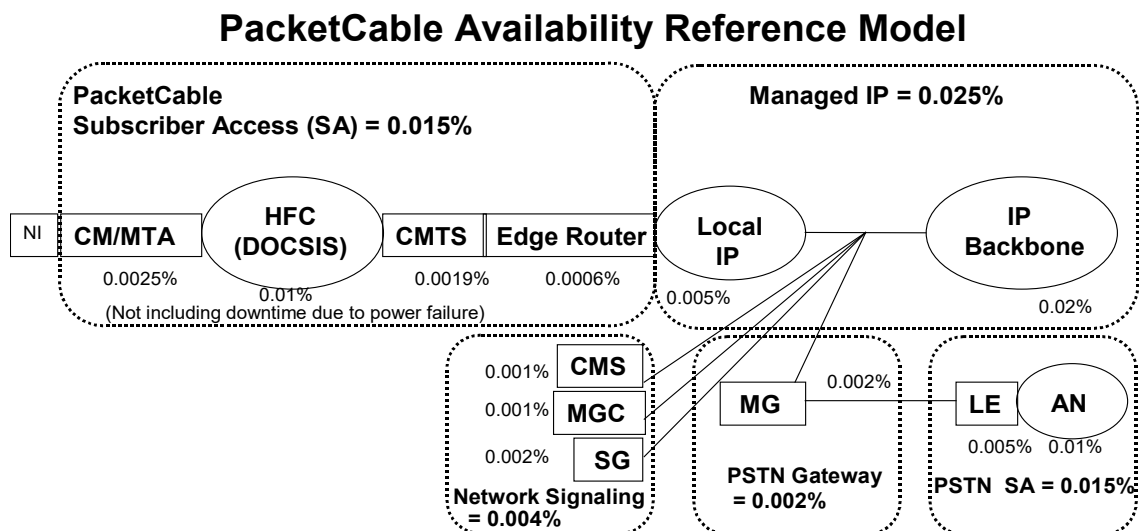 PacketCable Availability Reference Model
PacketCable
Subscriber Access (SA) = 0.015%
Managed IP = 0.025%
NI
CM/MTA
HFC
(DOCSIS)
CMTS
Edge Router
Local
IP
IP
Backbone
0.0025%
0.01%
0.0019%
0.0006%
0.005%
0.02%
(Not including downtime due to power failure)
0.001%
CMS
0.001%
MGC
0.002%
SG
Network Signaling
= 0.004%
MG
0.002%
PSTN Gateway
= 0.002%
LE
AN
0.005%
0.01%
PSTN SA = 0.015%